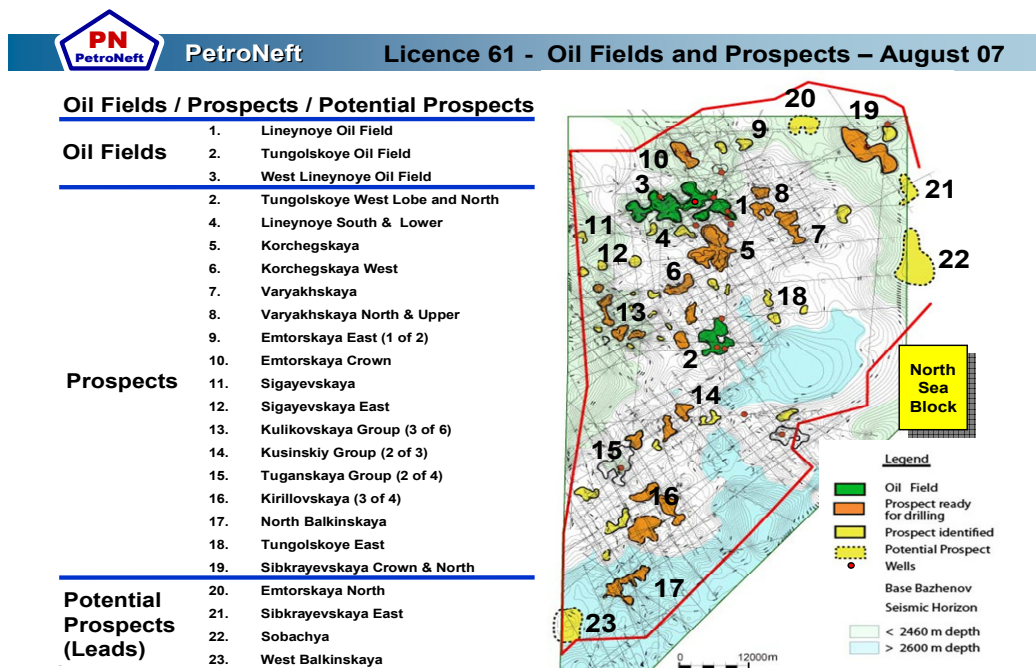 PN
PetroNeft
PetroNeft
Licence 61 - Oil Fields and Prospects – August 07
Oil Fields / Prospects / Potential Prospects
Oil Fields
1. Lineynoye Oil Field
2. Tungolskoye Oil Field
3. West Lineynoye Oil Field
Prospects
2. Tungolskoye West Lobe and North
4. Lineynoye South & Lower
5. Korchegskaya
6. Korchegskaya West
7. Varyakhskaya
8. Varyakhskaya North & Upper
9. Emtorskaya East (1 of 2)
10. Emtorskaya Crown
11. Sigayevskaya
12. Sigayevskaya East
13. Kulikovskaya Group (3 of 6)
14. Kusinskiy Group (2 of 3)
15. Tuganskaya Group (2 of 4)
16. Kirillovskaya (3 of 4)
17. North Balkinskaya
18. Tungolskoye East
19. Sibkrayevskaya Crown & North
Potential
Prospects
(Leads)
20. Emtorskaya North
21. Sibkrayevskaya East
22. Sobachya
23. West Balkinskaya
20
19
9
10
3
8
21
1
11
4
7
12
5
22
6
18
13
2
14
15
16
17
23
North
Sea
Block
Legend
Oil Field
Prospect ready
for drilling
Prospect identified
Potential Prospect
Wells
Base Bazhenov
Seismic Horizon
< 2460 m depth
> 2600 m depth
0 12000m